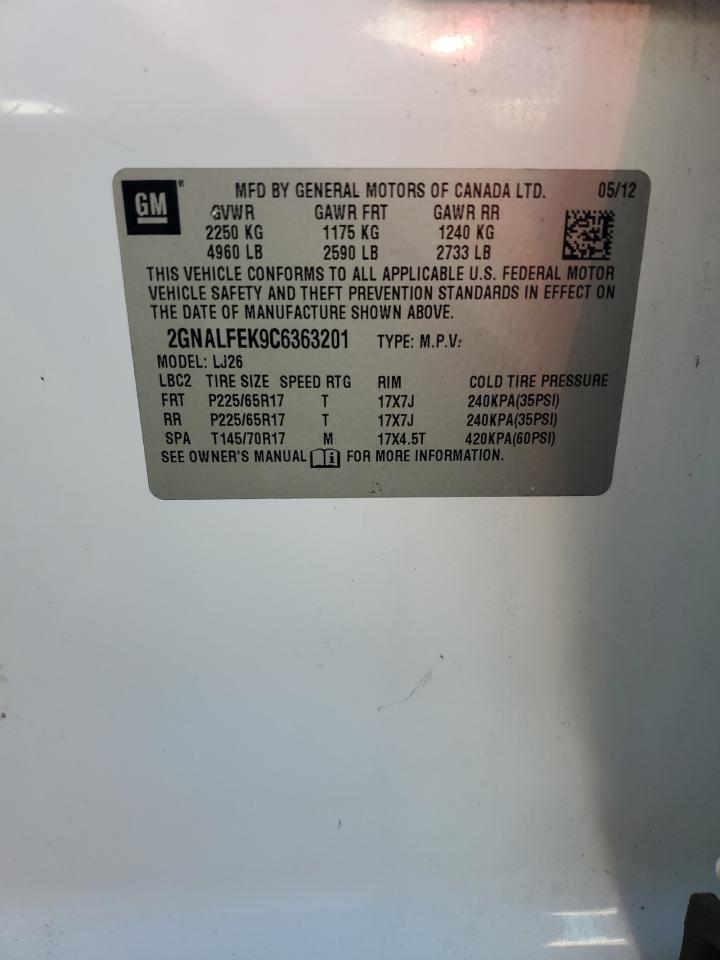 GM®
MFD BY GENERAL MOTORS OF CANADA LTD. 05/12
GVWR GAWR FRT GAWR RR
2250 KG 1175 KG 1240 KG
4960 LB 2590 LB 2733 LB
THIS VEHICLE CONFORMS TO ALL APPLICABLE U.S. FEDERAL MOTOR
VEHICLE SAFETY AND THEFT PREVENTION STANDARDS IN EFFECT ON
THE DATE OF MANUFACTURE SHOWN ABOVE.
2GNALFEK9C6363201 TYPE: M.P.V.
MODEL: LJ26
LBC2 TIRE SIZE SPEED RTG RIM COLD TIRE PRESSURE
FRT P225/65R17 T 17X7J 240KPA(35PSI)
RR P225/65R17 T 17X7J 240KPA(35PSI)
SPA T145/70R17 M 17X4.5T 420KPA(60PSI)
SEE OWNER'S MANUAL FOR MORE INFORMATION.